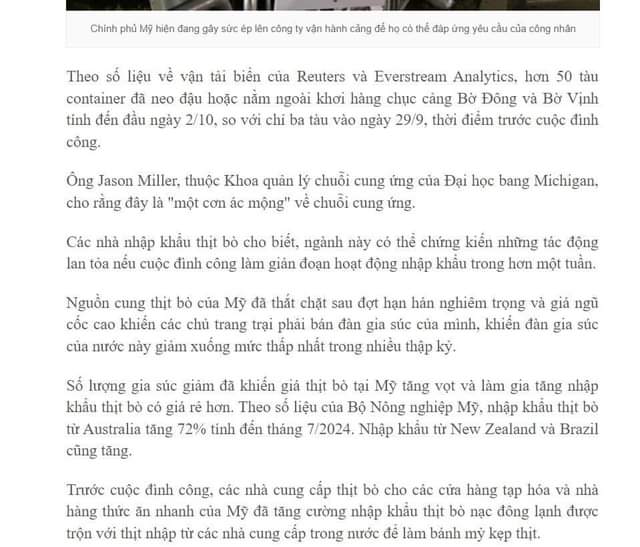 Chính phủ Mỹ hiện đang gây sức ép lên công ty vận hành cảng để họ có thể đáp ứng yêu cầu của công nhân
Theo số liệu về vận tải biển của Reuters và Everstream Analytics, hơn 50 tàu
container đã neo đậu hoặc nằm ngoài khơi hàng chục cảng Bờ Đông và Bờ Vịnh
tính đến đầu ngày 2/10, so với chỉ ba tàu vào ngày 29/9, thời điểm trước cuộc đình
công.
Ông Jason Miller, thuộc Khoa quản lý chuỗi cung ứng của Đại học bang Michigan,
cho rằng đây là "một cơn ác mộng" về chuỗi cung ứng.
Các nhà nhập khẩu thịt bò cho biết, ngành này có thể chứng kiến những tác động
lan tỏa nếu cuộc đình công làm gián đoạn hoạt động nhập khẩu trong hơn một tuần.
Nguồn cung thịt bò của Mỹ đã thắt chặt sau đợt hạn hán nghiêm trọng và giá ngũ
cốc cao khiến các chủ trang trại phải bán đàn gia súc của mình, khiến đàn gia súc
của nước này giảm xuống mức thấp nhất trong nhiều thập kỷ.
Số lượng gia súc giảm đã khiến giá thịt bò tại Mỹ tăng vọt và làm gia tăng nhập
khẩu thịt bò có giá rẻ hơn. Theo số liệu của Bộ Nông nghiệp Mỹ, nhập khẩu thịt bò
từ Australia tăng 72% tính đến tháng 7/2024. Nhập khẩu từ New Zealand và Brazil
cũng tăng.
Trước cuộc đình công, các nhà cung cấp thịt bò cho các cửa hàng tạp hóa và nhà
hàng thức ăn nhanh của Mỹ đã tăng cường nhập khẩu thịt bò nạc đông lạnh được
trộn với thịt nhập từ các nhà cung cấp trong nước để làm bánh mỳ kẹp thịt.